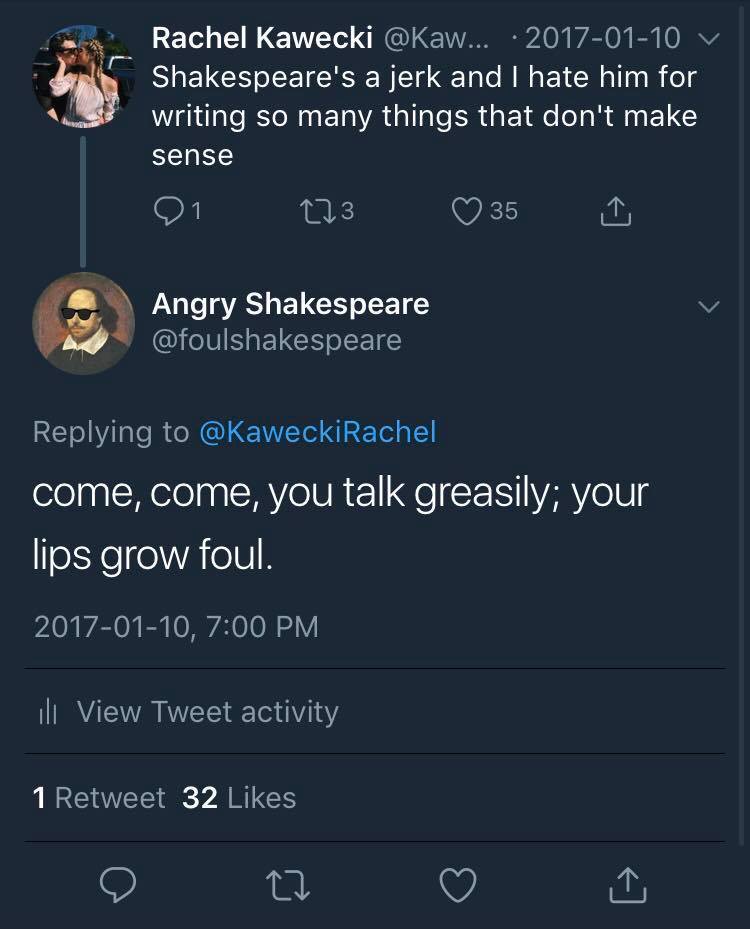 Rachel Kawecki @Kaw... · 2017-01-10
Shakespeare's a jerk and I hate him for
writing so many things that don't make
sense
1 3 35
Angry Shakespeare
@foulshakespeare
Replying to @KaweckiRachel
come, come, you talk greasily; your
lips grow foul.
2017-01-10, 7:00 PM
View Tweet activity
1 Retweet 32 Likes